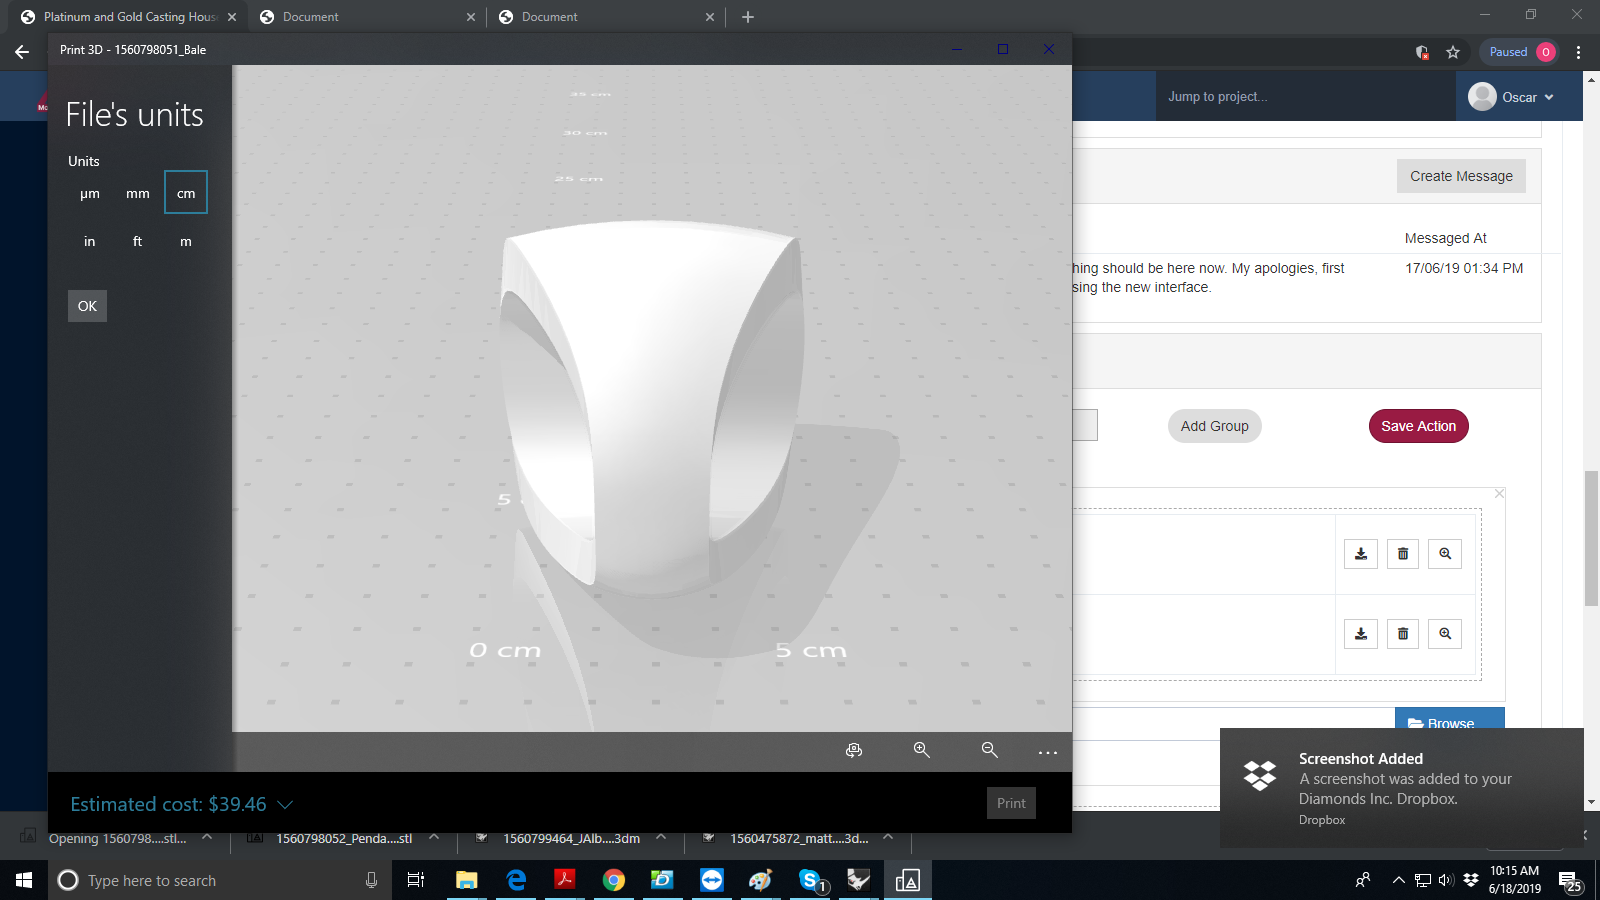 Platinum and Gold Casting Hous
Document
Document
Print 3D - 1560798051_Bale
Paused
0
File's units
Units
µm
mm
cm
in
ft
m
OK
35 cm
30 cm
25 cm
5
0 cm
5 cm
Jump to project...
Oscar
Create Message
Messaged At
hing should be here now. My apologies, first
17/06/19 01:34 PM
sing the new interface.
Add Group
Save Action
Browse
Screenshot Added
A screenshot was added to your
Diamonds Inc. Dropbox.
Dropbox
Estimated cost: $39.46
Print
Opening 1560798....stl...
1560798052_Penda....stl
1560799464_JAlb....3dm
1560475872_matt....3d...
Type here to search
1
10:15 AM
6/18/2019
25